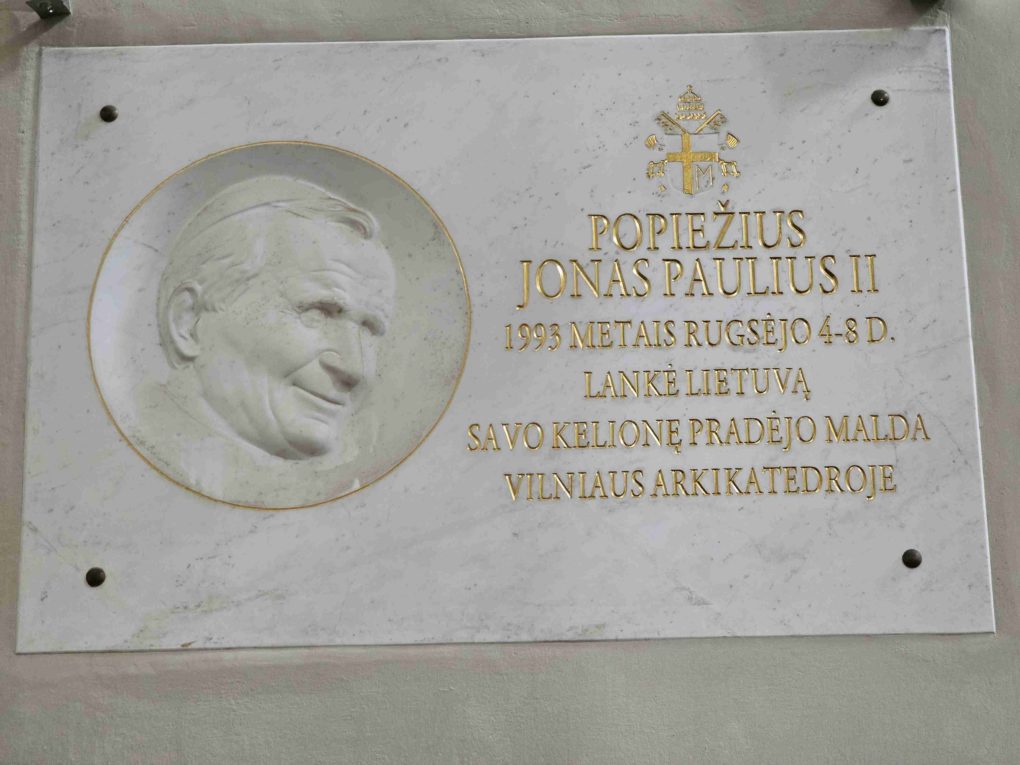 POPIEŽIUS
JONAS PAULIUS II
1993 METAIS RUGSĖJO 4-8 D.
LANKĖ LIETUVĄ
SAVO KELIONĘ PRADĖJO MALDA
VILNIAUS ARKIKATEDROJE
M